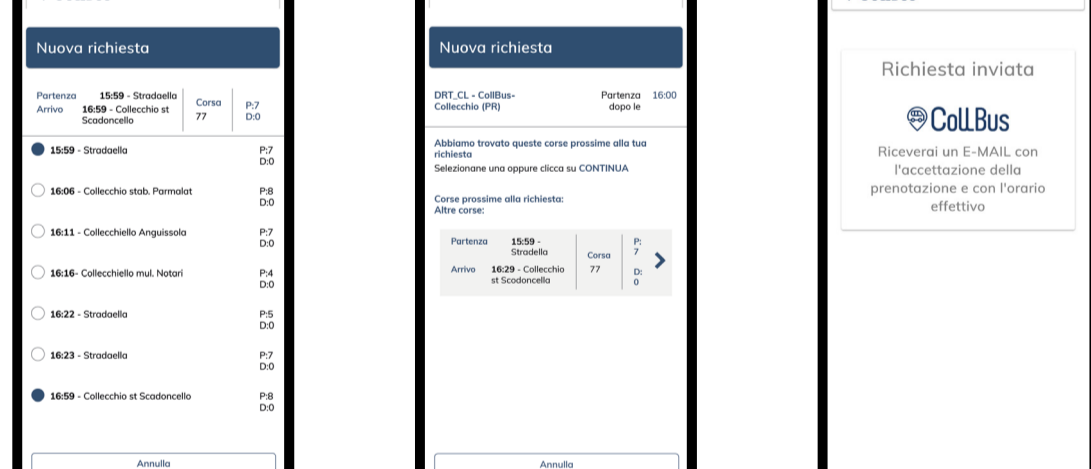 Nuova richiesta
Partenza 15:59 - Stradella
Arrivo 16:59 - Collecchio st
Scadoncello
Corsa
77
P:7
D:0
15:59 - Stradella P:7
D:0
16:06 - Collecchio stab. Parmalat P:8
D:0
16:11 - Collecchiello Anguissola P:7
D:0
16:16- Collecchiello mul. Notari P:4
D:0
16:22 - Stradella P:5
D:0
16:23 - Stradella P:7
D:0
16:59 - Collecchio st Scadoncello P:8
D:0
Annulla
Nuova richiesta
DRT_CL - CollBus-
Collecchio (PR)
Partenza 16:00
dopo le
Abbiamo trovato queste corse prossime alla tua
richiesta
Selezionane una oppure clicca su CONTINUA
Corse prossime alla richiesta:
Altre corse:
Partenza 15:59 -
Stradella
Arrivo 16:29 - Collecchio
st Scodoncella
Corsa
77
P:
7
D:
0
Annulla
Richiesta inviata
CollBus
Riceverai un E-MAIL con
l'accettazione della
prenotazione e con l'orario
effettivo